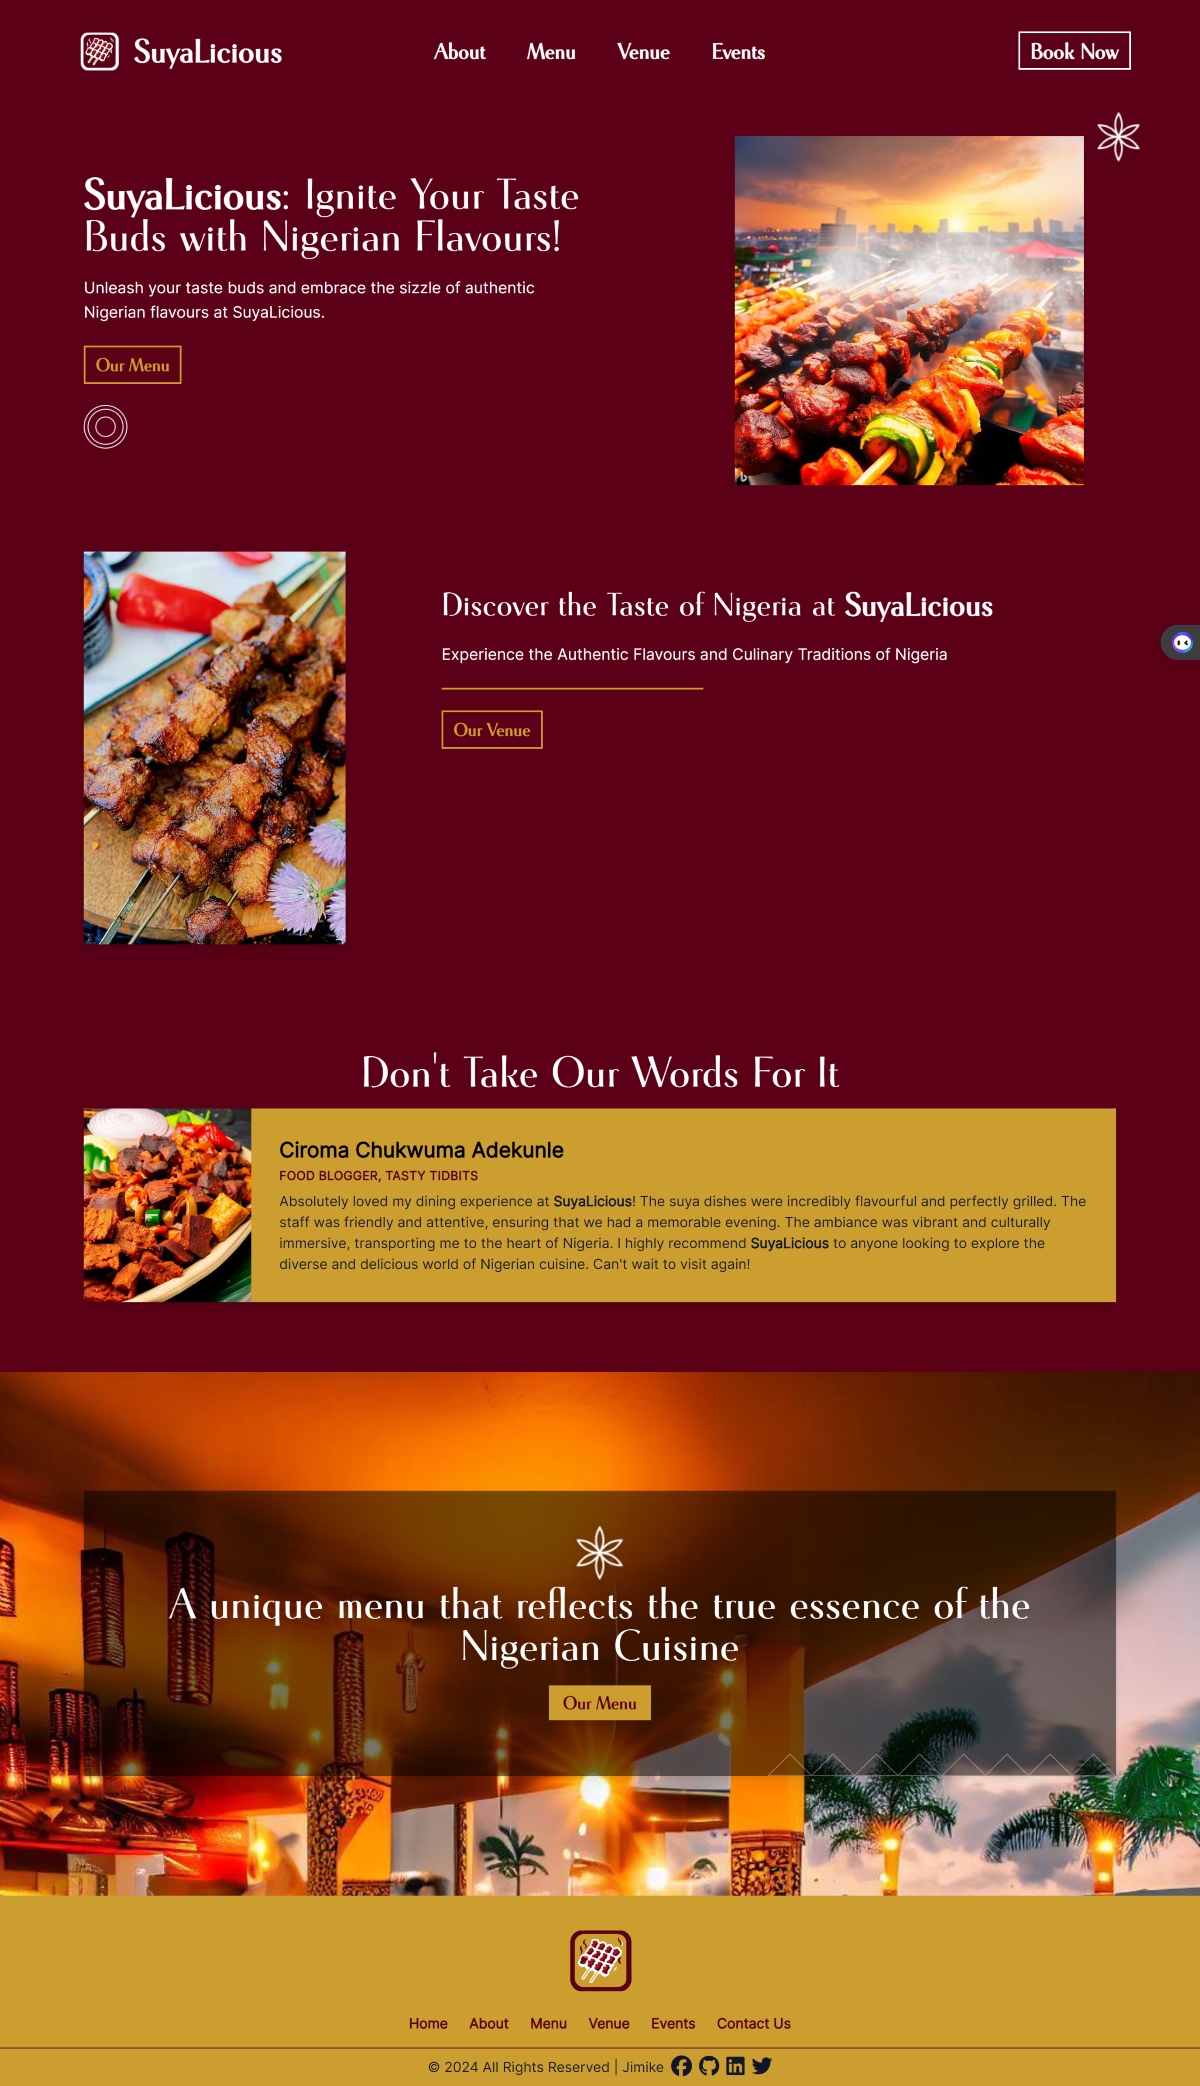 SuyaLicious
About Menu Venue Events
Book Now
SuyaLicious: Ignite Your Taste
Buds with Nigerian Flavours!
Unleash your taste buds and embrace the sizzle of authentic
Nigerian flavours at SuyaLicious.
Our Menu
Discover the Taste of Nigeria at SuyaLicious
Experience the Authentic Flavours and Culinary Traditions of Nigeria
Our Venue
Don't Take Our Words For It
Ciroma Chukwuma Adekunle
FOOD BLOGGER, TASTY TIDBITS
Absolutely loved my dining experience at SuyaLicious! The suya dishes were incredibly flavourful and perfectly grilled. The
staff was friendly and attentive, ensuring that we had a memorable evening. The ambiance was vibrant and culturally
immersive, transporting me to the heart of Nigeria. I highly recommend SuyaLicious to anyone looking to explore the
diverse and delicious world of Nigerian cuisine. Can't wait to visit again!
A unique menu that reflects the true essence of the
Nigerian Cuisine
Our Menu
Home About Menu Venue Events Contact Us
© 2024 All Rights Reserved | Jimike